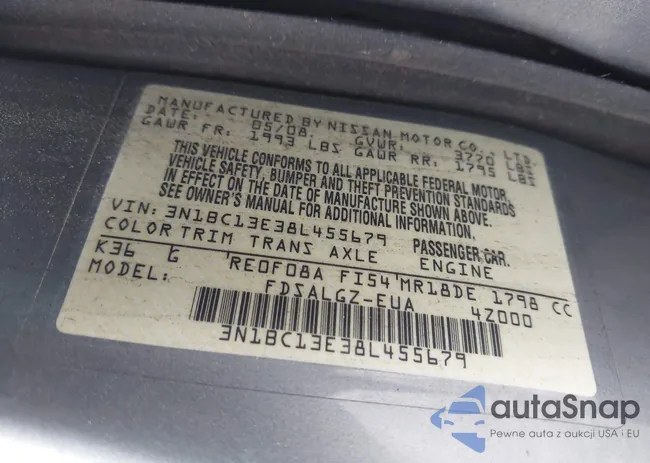 MANUFACTURED BY NISSAN MOTOR CO., LTD.
DATE: 05/08. GVWR: 3770 LBS
GAWR FR: 1993 LBS GAWR RR: 1795 LBS
THIS VEHICLE CONFORMS TO ALL APPLICABLE FEDERAL MOTOR
VEHICLE SAFETY, BUMPER AND THEFT PREVENTION STANDARDS
IN EFFECT ON THE DATE OF MANUFACTURE SHOWN ABOVE.
SEE OWNER'S MANUAL FOR ADDITIONAL INFORMATION.
VIN: 3N1BC13E38L455679 PASSENGER CAR.
COLOR TRIM TRANS AXLE ENGINE
K36 G RE0F08A FI54 MR18DE 1798 CC
MODEL: FDSALGZ-EUA 4Z000
3N1BC13E38L455679
autaSnap
Pewne auta z aukcji USA i EU